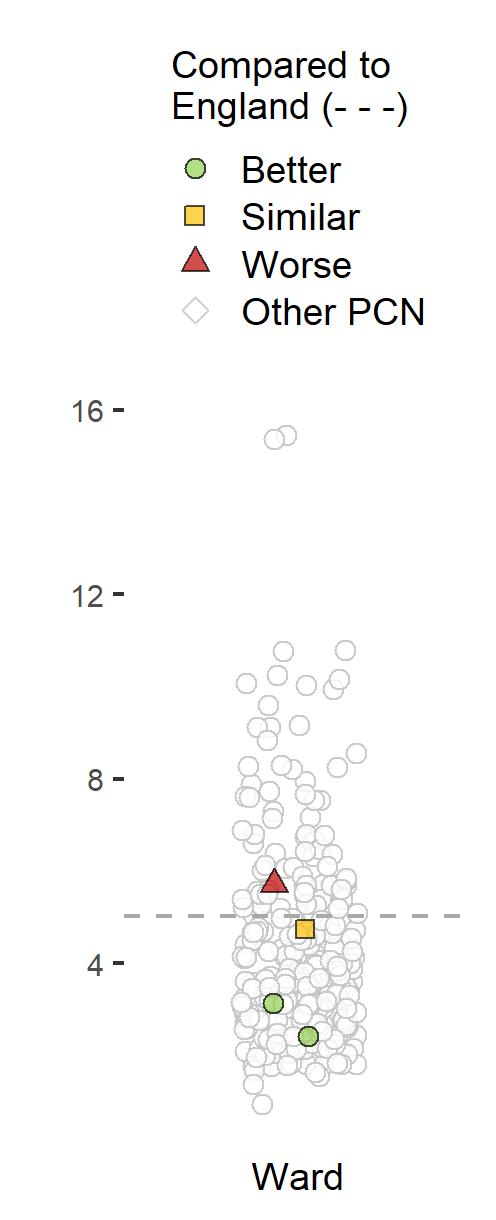 Compared to
England (- - -)
Better
Similar
Worse
Other PCN
16
12
8
4
Ward